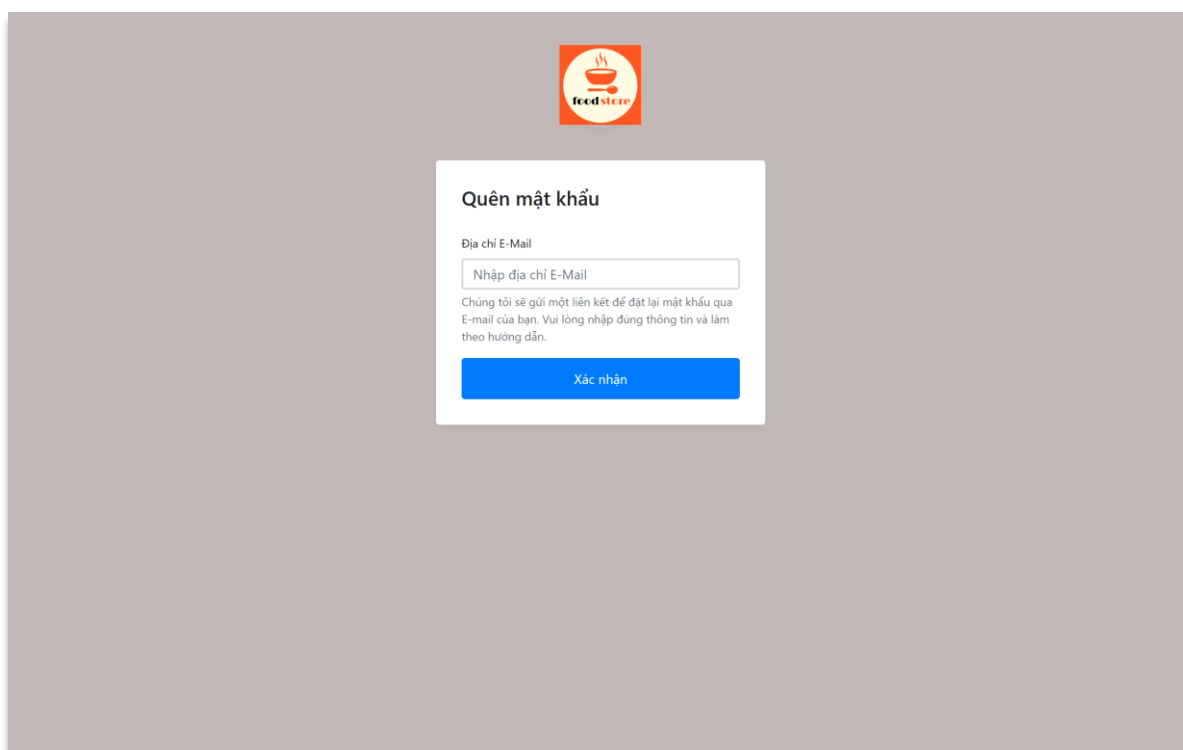 food store
Quên mật khẩu
Địa chỉ E-Mail
Nhập địa chỉ E-Mail
Chúng tôi sẽ gửi một liên kết để đặt lại mật khẩu qua
E-mail của bạn. Vui lòng nhập đúng thông tin và làm
theo hướng dẫn.
Xác nhận